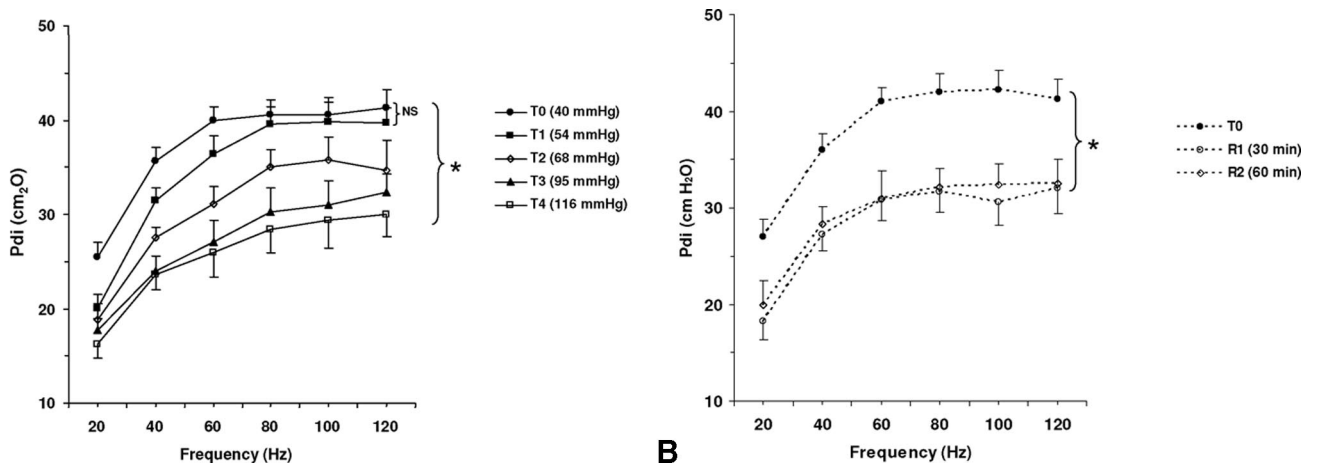 50
40
30
20
10
Pdi (cm₂O)
20 40 60 80 100 120
Frequency (Hz)
NS
*
T0 (40 mmHg)
T1 (54 mmHg)
T2 (68 mmHg)
T3 (95 mmHg)
T4 (116 mmHg)
B
50
40
30
20
10
Pdi (cm H₂O)
20 40 60 80 100 120
Frequency (Hz)
*
T0
R1 (30 min)
R2 (60 min)